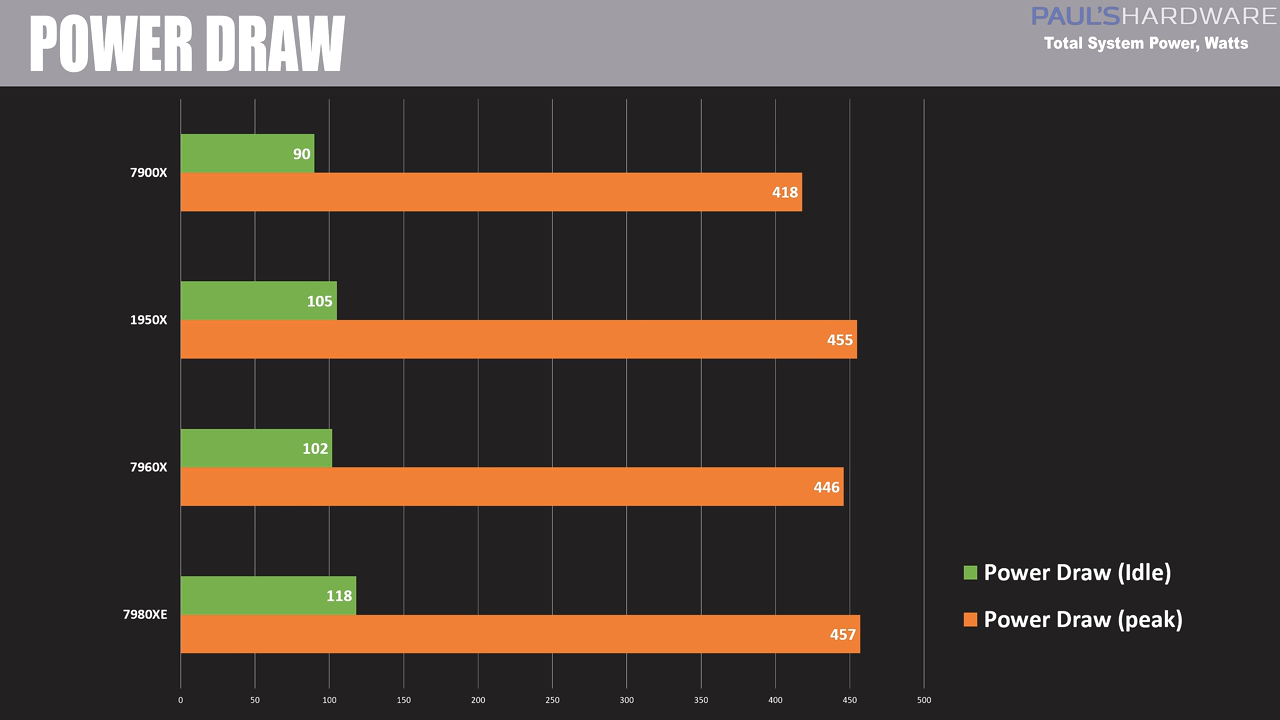 POWER DRAW
PAUL'SHARDWARE
Total System Power, Watts
7900X
90
418
1950X
105
455
7960X
102
446
7980XE
118
457
Power Draw (Idle)
Power Draw (peak)
0 50 100 150 200 250 300 350 400 450 500